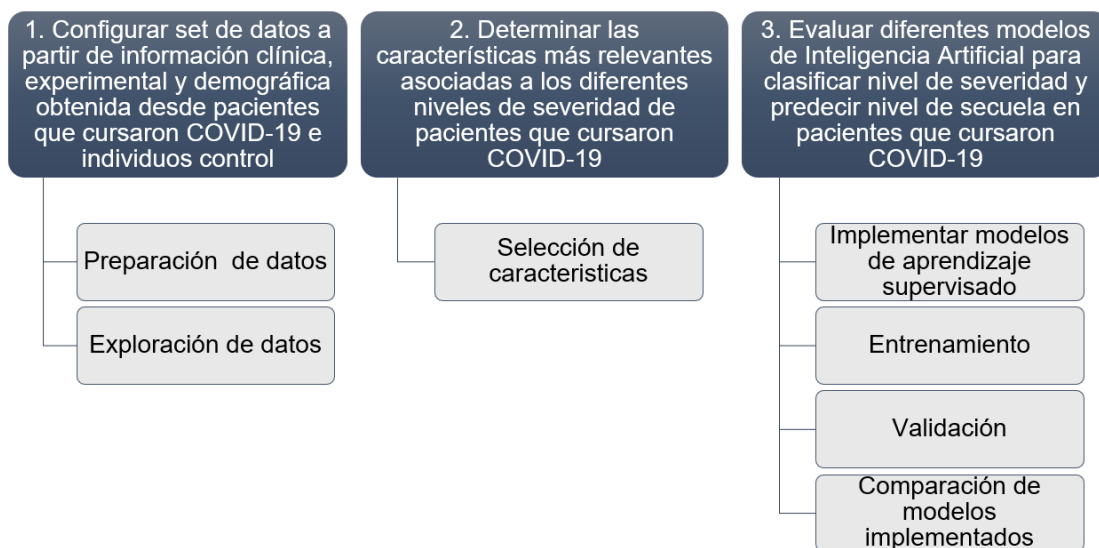 1. Configurar set de datos a
partir de información clínica,
experimental y demográfica
obtenida desde pacientes
que cursaron COVID-19 e
individuos control
Preparación de datos
Exploración de datos
2. Determinar las
características más relevantes
asociadas a los diferentes
niveles de severidad de
pacientes que cursaron
COVID-19
Selección de
caracteristicas
3. Evaluar diferentes modelos
de Inteligencia Artificial para
clasificar nivel de severidad y
predecir nivel de secuela en
pacientes que cursaron
COVID-19
Implementar modelos
de aprendizaje
supervisado
Entrenamiento
Validación
Comparación de
modelos
implementados